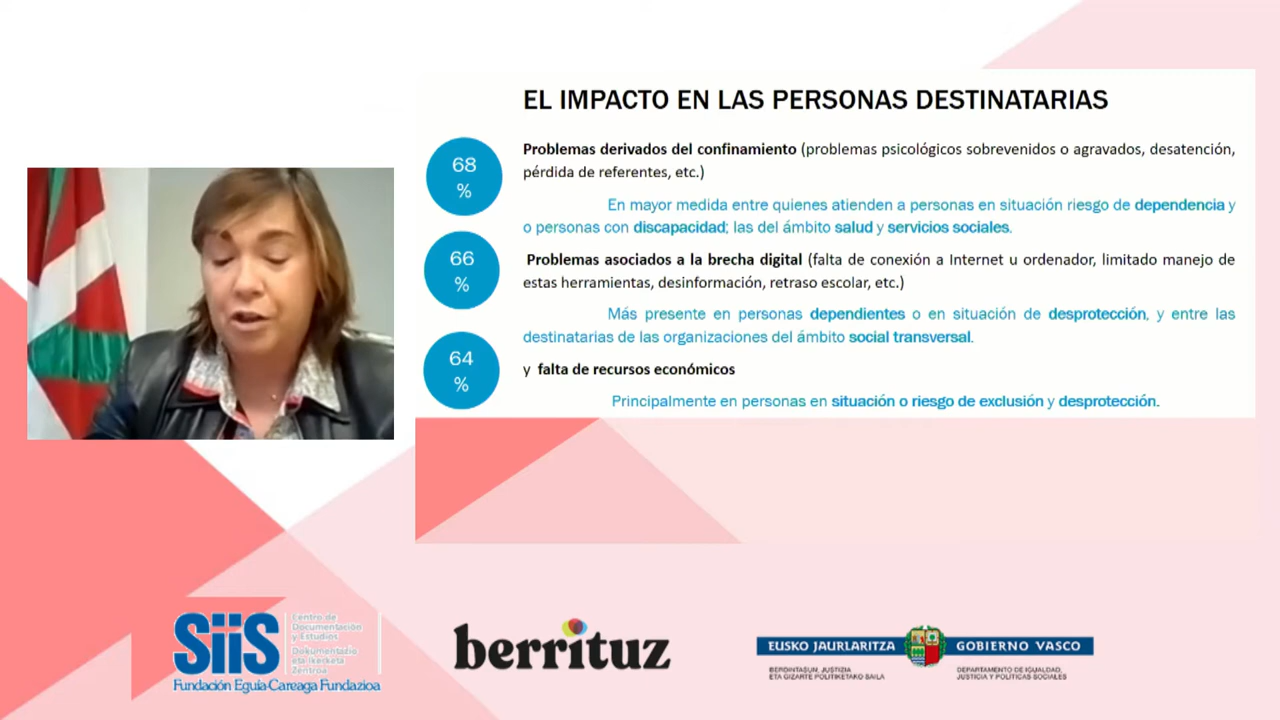 EL IMPACTO EN LAS PERSONAS DESTINATARIAS
68
%
Problemas derivados del confinamiento (problemas psicológicos sobrevenidos o agravados, desatención,
pérdida de referentes, etc.)
En mayor medida entre quienes atienden a personas en situación riesgo de dependencia y
o personas con discapacidad; las del ámbito salud y servicios sociales.
66
%
Problemas asociados a la brecha digital (falta de conexión a Internet u ordenador, limitado manejo de
estas herramientas, desinformación, retraso escolar, etc.)
Más presente en personas dependientes o en situación de desprotección, y entre las
destinatarias de las organizaciones del ámbito social transversal.
64
%
y falta de recursos económicos
Principalmente en personas en situación o riesgo de exclusión y desprotección.
SiiS
Centro de
Documentación
y Estudios
Dokumentazio
eta Ikerketa
Zentroa
Fundación Eguía-Careaga Fundazioa
berrituz
EUSKO JAURLARITZA
GOBIERNO VASCO
BERDINTASUN, JUSTIZIA
ETA GIZARTE POLITIKETAKO SAILA
DEPARTAMENTO DE IGUALDAD,
JUSTICIA Y POLÍTICAS SOCIALES